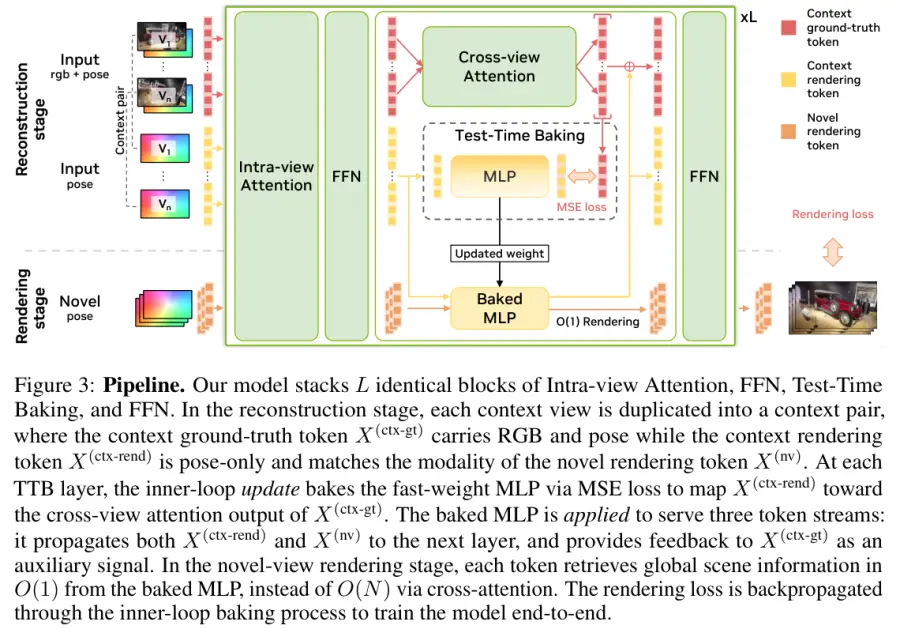 xL
Context
ground-truth
token
Context
rendering
token
Novel
rendering
token
Reconstruction
stage
Input
rgb + pose
Context pair
V1
Vn
Input
pose
V1
Vn
Intra-view
Attention
FFN
Cross-view
Attention
Test-Time Baking
MLP
MSE loss
Updated weight
Baked
MLP
O(1) Rendering
FFN
Rendering loss
Rendering
stage
Novel
pose
Figure 3: Pipeline. Our model stacks L identical blocks of Intra-view Attention, FFN, Test-Time
Baking, and FFN. In the reconstruction stage, each context view is duplicated into a context pair,
where the context ground-truth token X^(ctx-gt) carries RGB and pose while the context rendering
token X^(ctx-rend) is pose-only and matches the modality of the novel rendering token X^(nv). At each
TTB layer, the inner-loop update bakes the fast-weight MLP via MSE loss to map X^(ctx-rend) toward
the cross-view attention output of X^(ctx-gt). The baked MLP is applied to serve three token streams:
it propagates both X^(ctx-rend) and X^(nv) to the next layer, and provides feedback to X^(ctx-gt) as an
auxiliary signal. In the novel-view rendering stage, each token retrieves global scene information in
O(1) from the baked MLP, instead of O(N) via cross-attention. The rendering loss is backpropagated
through the inner-loop baking process to train the model end-to-end.